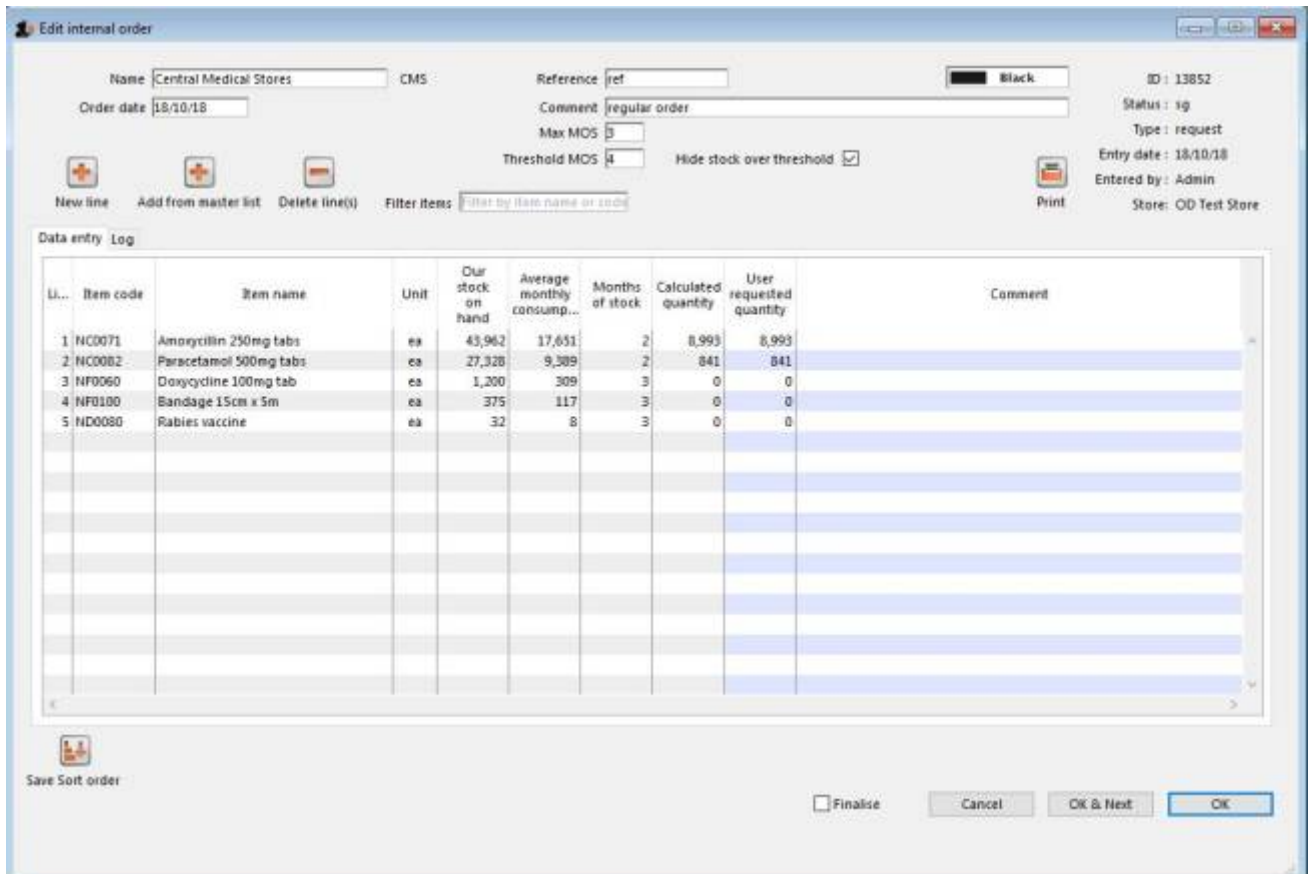 Edit internal order
Name Central Medical Stores CMS Reference ref Black ID : 13852
Order date 18/10/18 Comment regular order Status : sg
Max MOS 3 Type : request
Threshold MOS 4 Hide stock over threshold Entry date : 18/10/18
Entered by : Admin
New line Add from master list Delete line(s) Filter items Filter by item name or code Print Store: OD Test Store
Data entry Log
Li... Item code Item name Unit Our stock on hand Average monthly consump... Months of stock Calculated quantity User requested quantity Comment
1 NC0071 Amoxycillin 250mg tabs ea 43,962 17,651 2 8,993 8,993
2 NC0082 Paracetamol 500mg tabs ea 27,328 9,389 2 841 841
3 NF0060 Doxycycline 100mg tab ea 1,200 309 3 0 0
4 NF0100 Bandage 15cm x 5m ea 375 117 3 0 0
5 ND0080 Rabies vaccine ea 32 8 3 0 0
Save Sort order
Finalise Cancel OK & Next OK